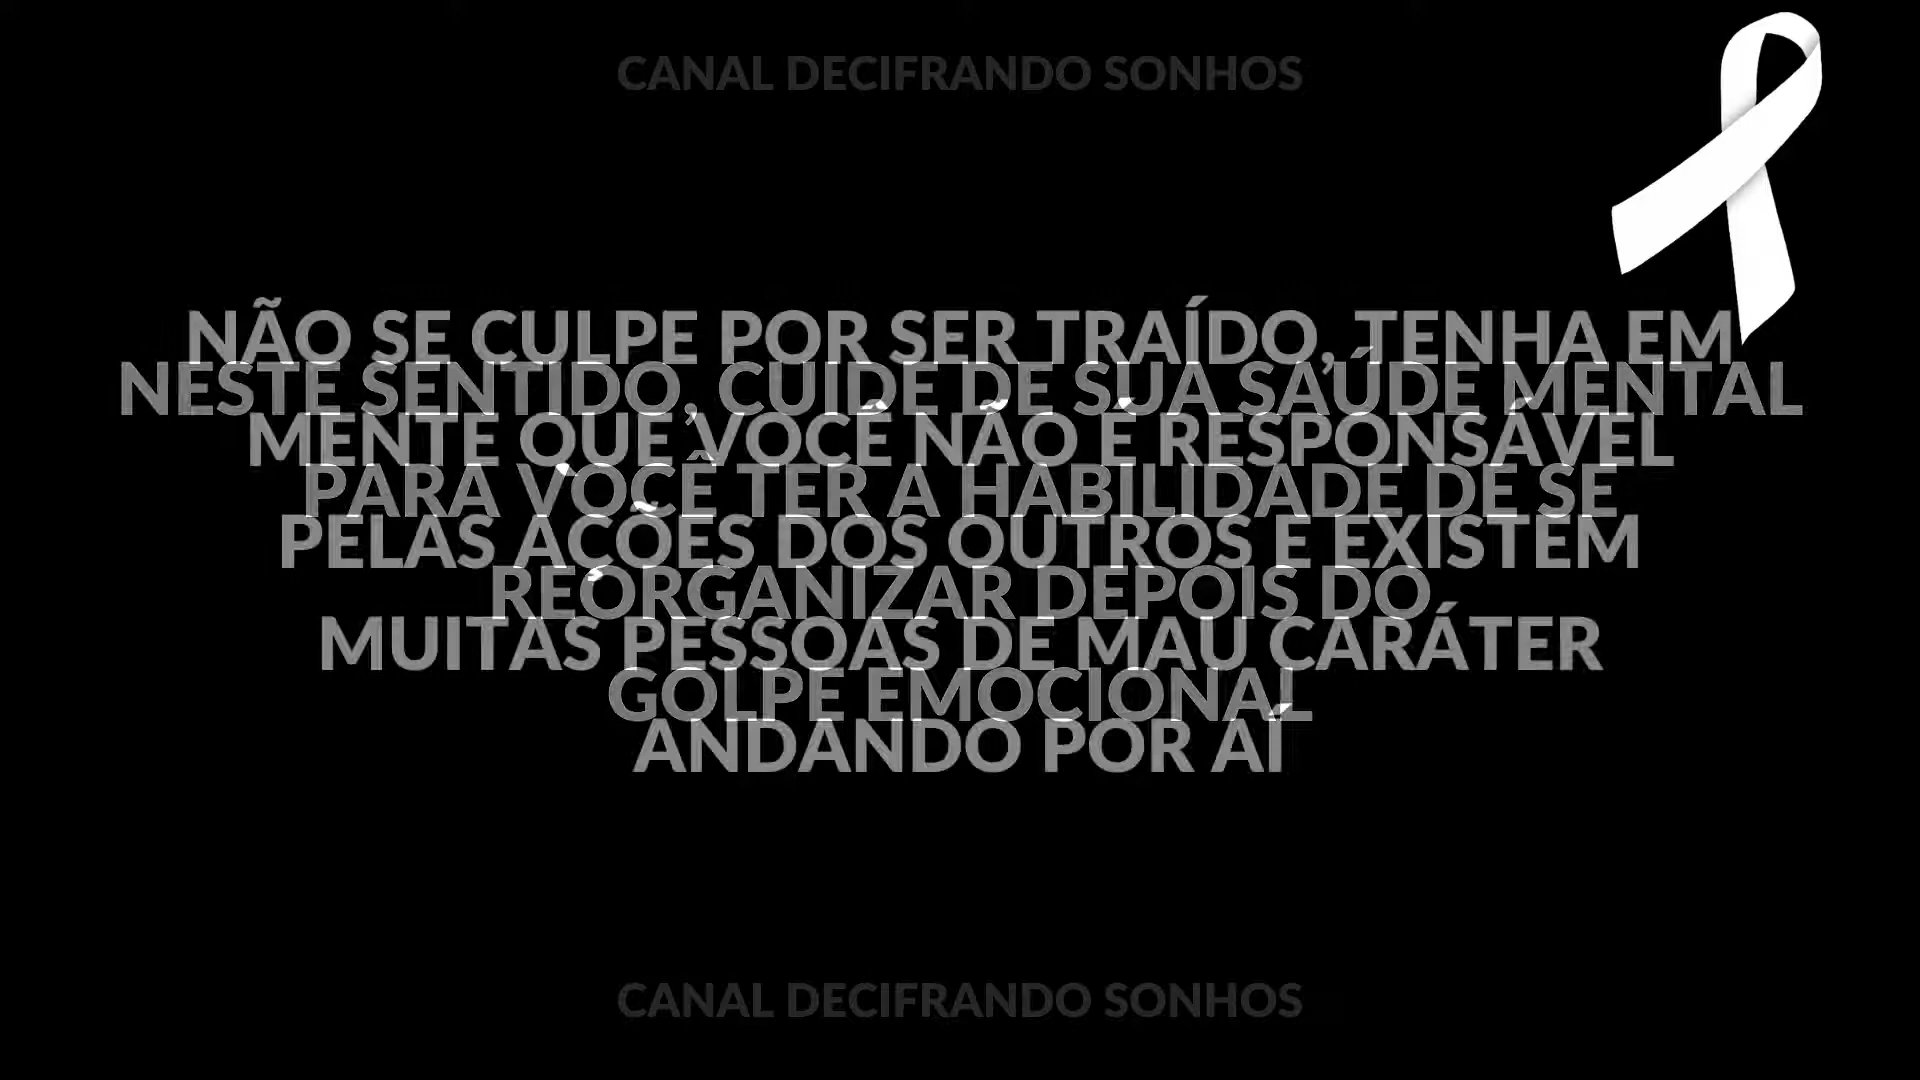 CANAL DECIFRANDO SONHOS
NÃO SE CULPE POR SER TRAÍDO, TENHA EM
NESTE SENTIDO, CUIDE DE SUA SAÚDE MENTAL
MENTE QUE VOCÊ NÃO É RESPONSÁVEL
PARA VOCÊ TER A HABILIDADE DE SE
PELAS AÇÕES DOS OUTROS E EXISTEM
REORGANIZAR DEPOIS DO
MUITAS PESSOAS DE MAU CARÁTER
GOLPE EMOCIONAL
ANDANDO POR AÍ
CANAL DECIFRANDO SONHOS